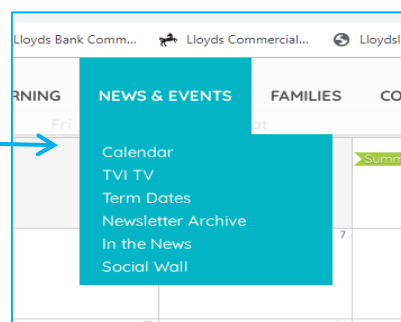 Lloyds Bank Comm... Lloyds Commercial... Lloydsl
RNING NEWS & EVENTS FAMILIES CO
Fri at
Calendar
Summ
TVI TV
Term Dates
Newsletter Archive
In the News
7
Social Wall